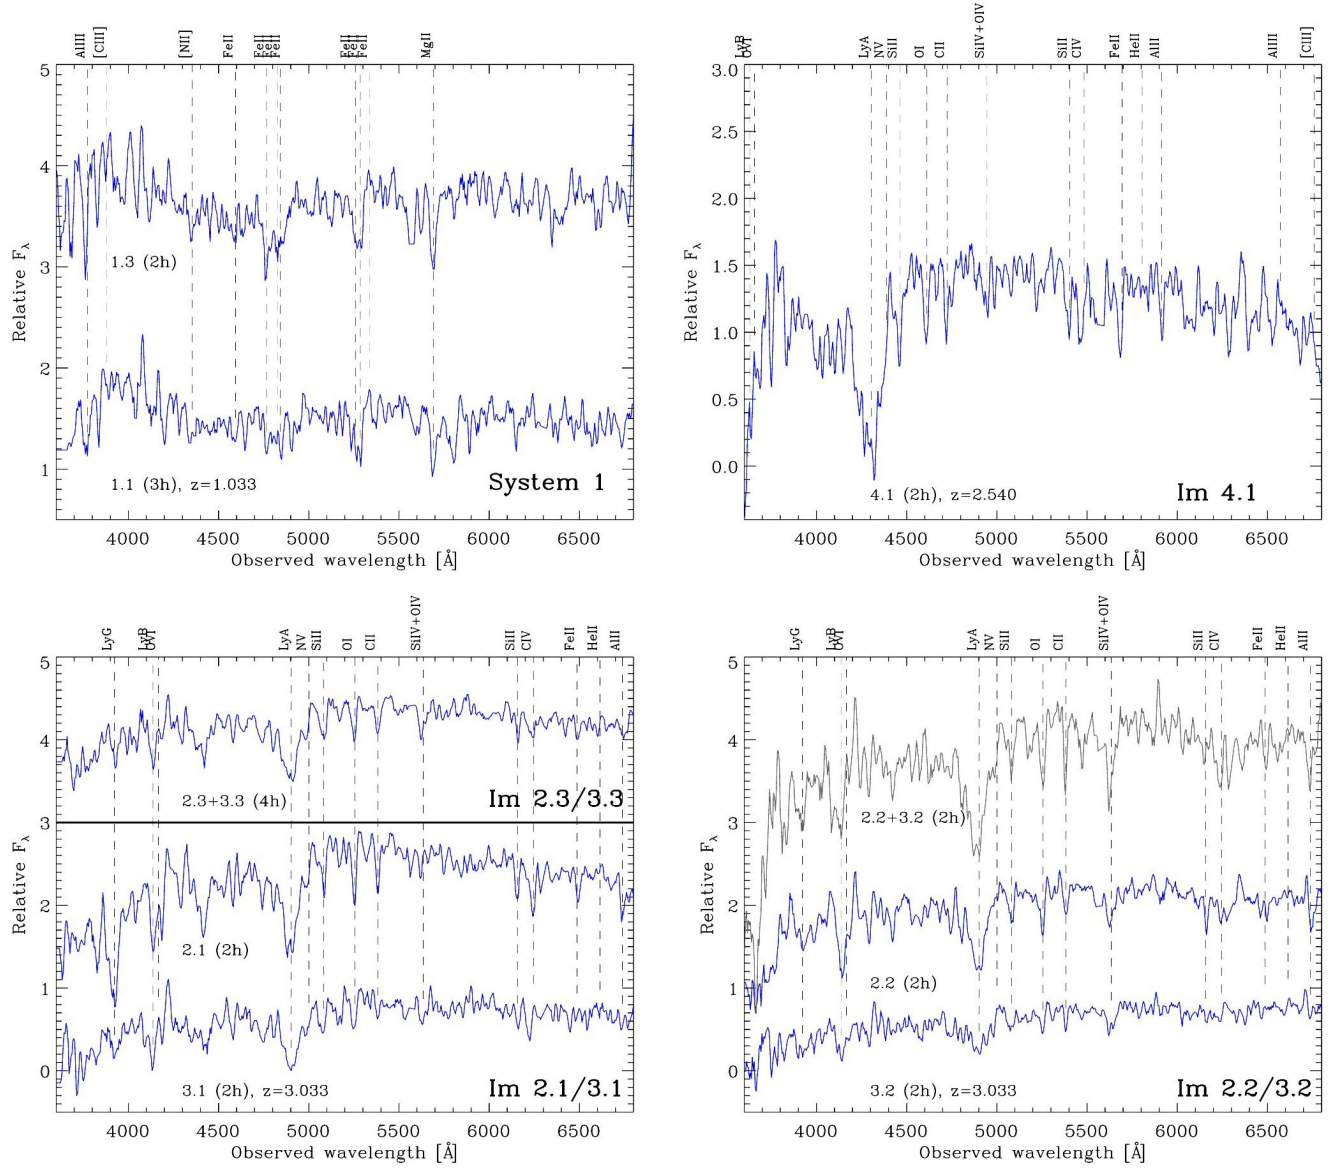 AlIII [CIII] [NII] FeII FeII FeII FeII FeII FeII FeII MgII
5
4
3
2
1
Relative Fλ
1.3 (2h)
1.1 (3h), z=1.033
System 1
4000 4500 5000 5500 6000 6500
Observed wavelength [Å]
LyB OVI LyA NV SiII OI CII SiIV+OIV SiII CIV FeII HeII AlII AlIII [CIII]
3.0
2.5
2.0
1.5
1.0
0.5
0.0
Relative Fλ
4.1 (2h), z=2.540
Im 4.1
4000 4500 5000 5500 6000 6500
Observed wavelength [Å]
LyG LyB OVI LyA NV SiII OI CII SiIV+OIV SiII CIV FeII HeII AlII
5
4
3
2
1
0
Relative Fλ
2.3+3.3 (4h)
Im 2.3/3.3
2.1 (2h)
3.1 (2h), z=3.033
Im 2.1/3.1
4000 4500 5000 5500 6000 6500
Observed wavelength [Å]
LyG LyB OVI LyA NV SiII OI CII SiIV+OIV SiII CIV FeII HeII AlII
5
4
3
2
1
0
Relative Fλ
2.2+3.2 (2h)
2.2 (2h)
3.2 (2h), z=3.033
Im 2.2/3.2
4000 4500 5000 5500 6000 6500
Observed wavelength [Å]